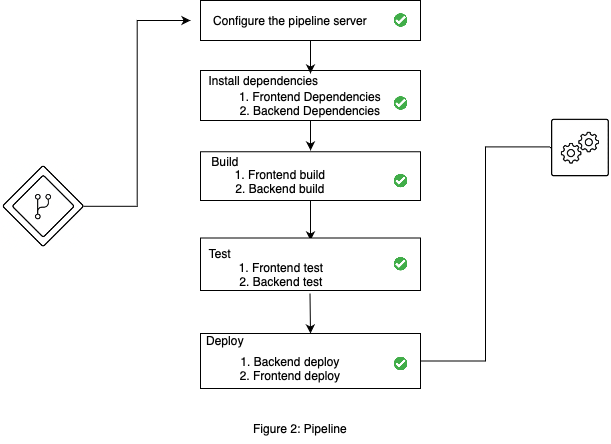 Configure the pipeline server
Install dependencies
1. Frontend Dependencies
2. Backend Dependencies
Build
1. Frontend build
2. Backend build
Test
1. Frontend test
2. Backend test
Deploy
1. Backend deploy
2. Frontend deploy
Figure 2: Pipeline